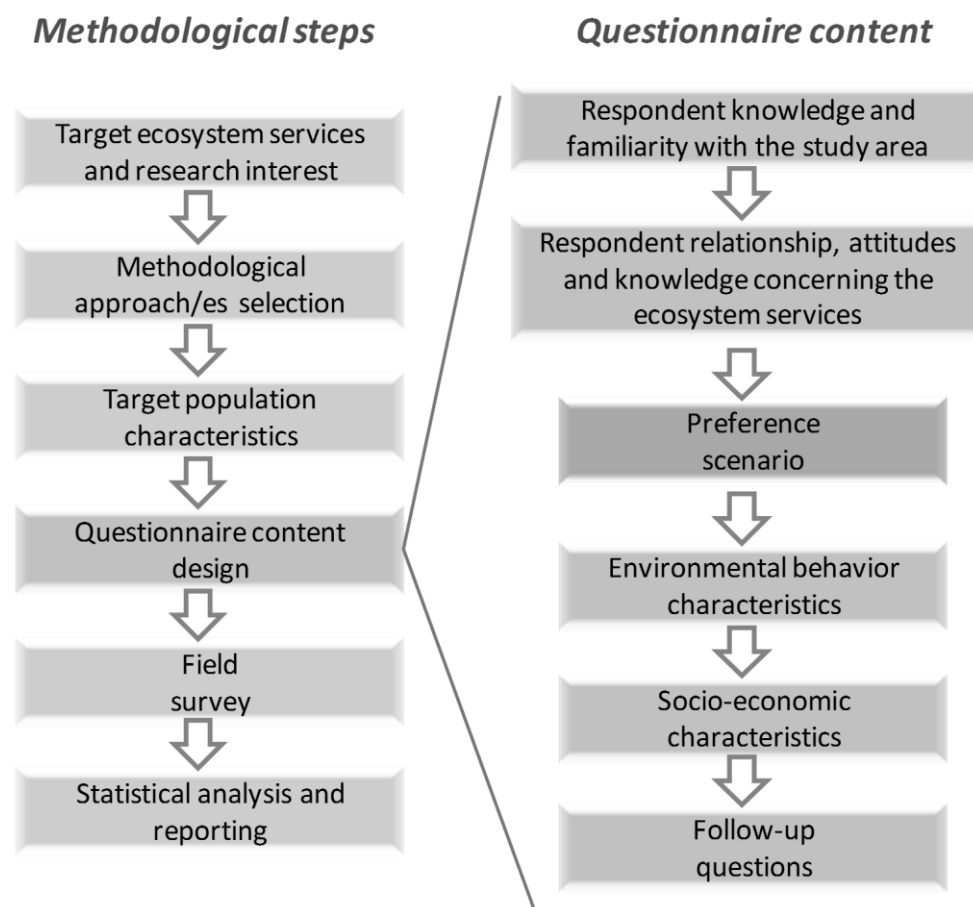 Methodological steps
Target ecosystem services
and research interest
Methodological
approach/es selection
Target population
characteristics
Questionnaire content
design
Field
survey
Statistical analysis and
reporting
Questionnaire content
Respondent knowledge and
familiarity with the study area
Respondent relationship, attitudes
and knowledge concerning the
ecosystem services
Preference
scenario
Environmental behavior
characteristics
Socio-economic
characteristics
Follow-up
questions